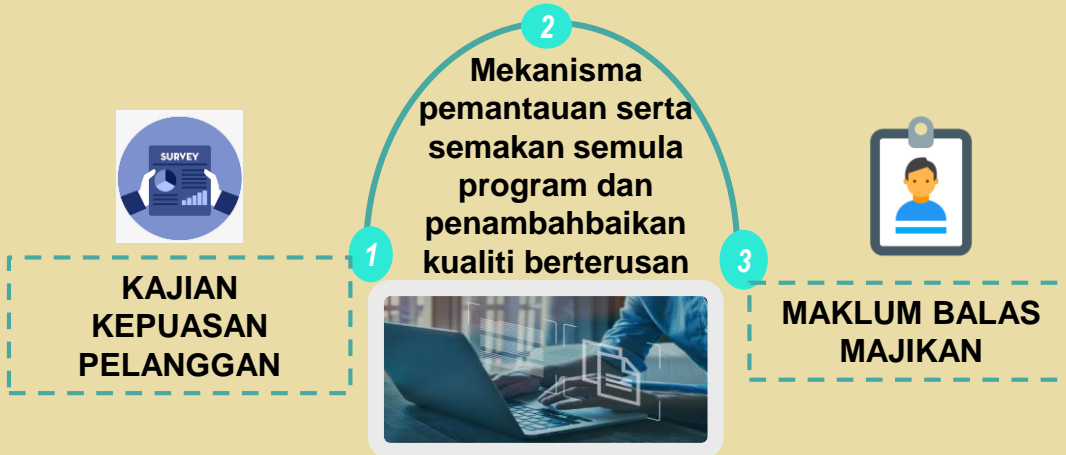 SURVEY
1
KAJIAN
KEPUASAN
PELANGGAN
2
Mekanisma
pemantauan serta
semakan semula
program dan
penambahbaikan
kualiti berterusan
3
MAKLUM BALAS
MAJIKAN